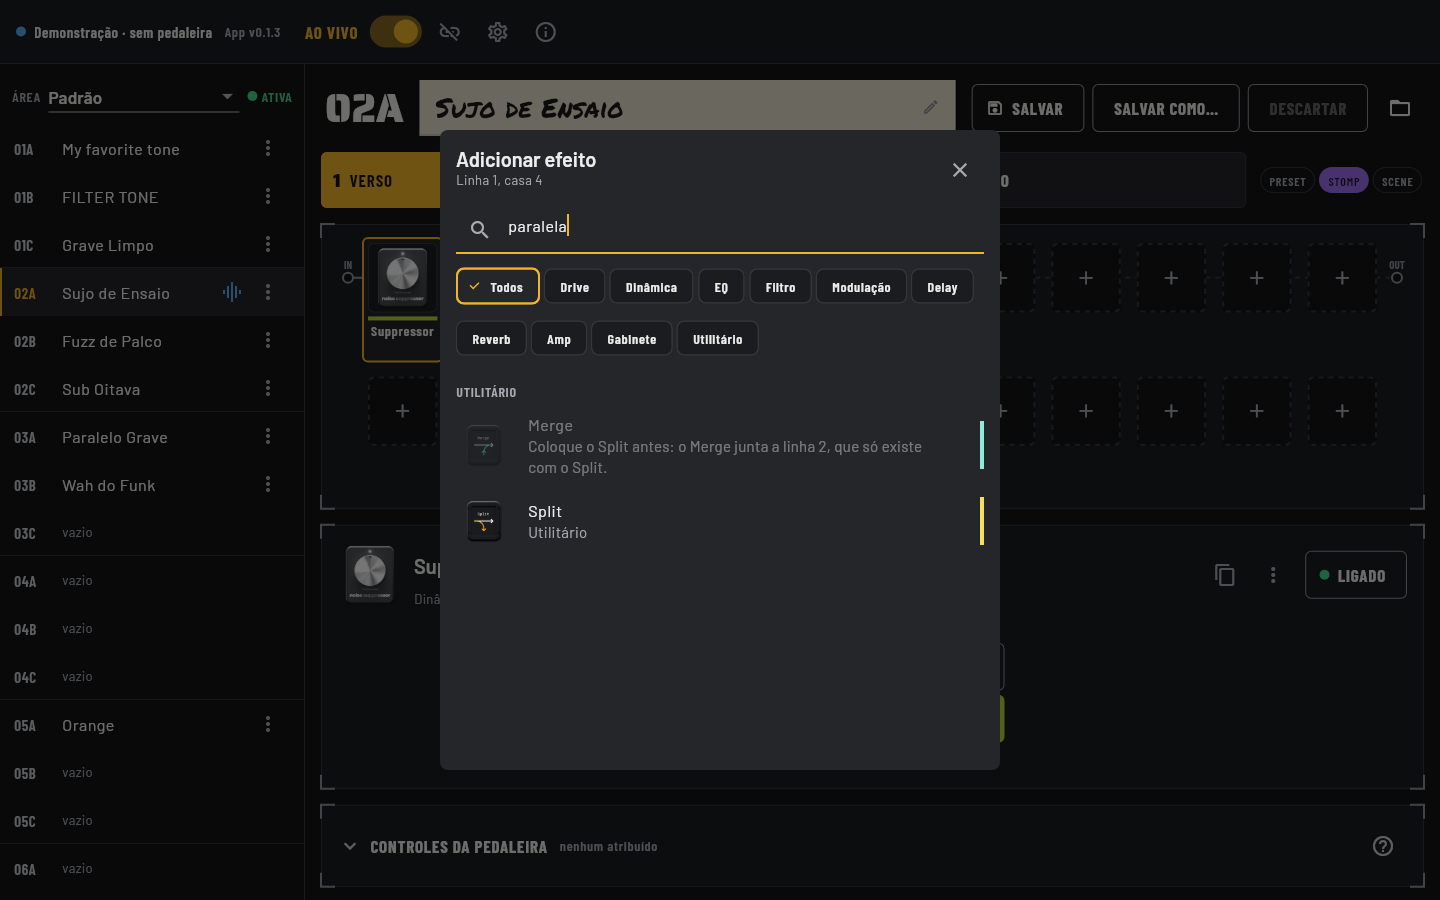 Demonstração · sem pedaleira App v0.1.3 AO VIVO
ÁREA Padrão ATIVA
01A My favorite tone
01B FILTER TONE
01C Grave Limpo
02A Sujo de Ensaio
02B Fuzz de Palco
02C Sub Oitava
03A Paralelo Grave
03B Wah do Funk
03C vazio
04A vazio
04B vazio
04C vazio
05A Orange
05B vazio
05C vazio
06A vazio
02A SUJO DE ENSAIO SALVAR SALVAR COMO... DESCARTAR
1 VERSO
PRESET STOMP SCENE
IN
OUT
Suppressor
Adicionar efeito
Linha 1, casa 4
paralela
Todos Drive Dinâmica EQ Filtro Modulação Delay
Reverb Amp Gabinete Utilitário
UTILITÁRIO
Merge
Coloque o Split antes: o Merge junta a linha 2, que só existe
com o Split.
Split
Utilitário
LIGADO
CONTROLES DA PEDALEIRA nenhum atribuído